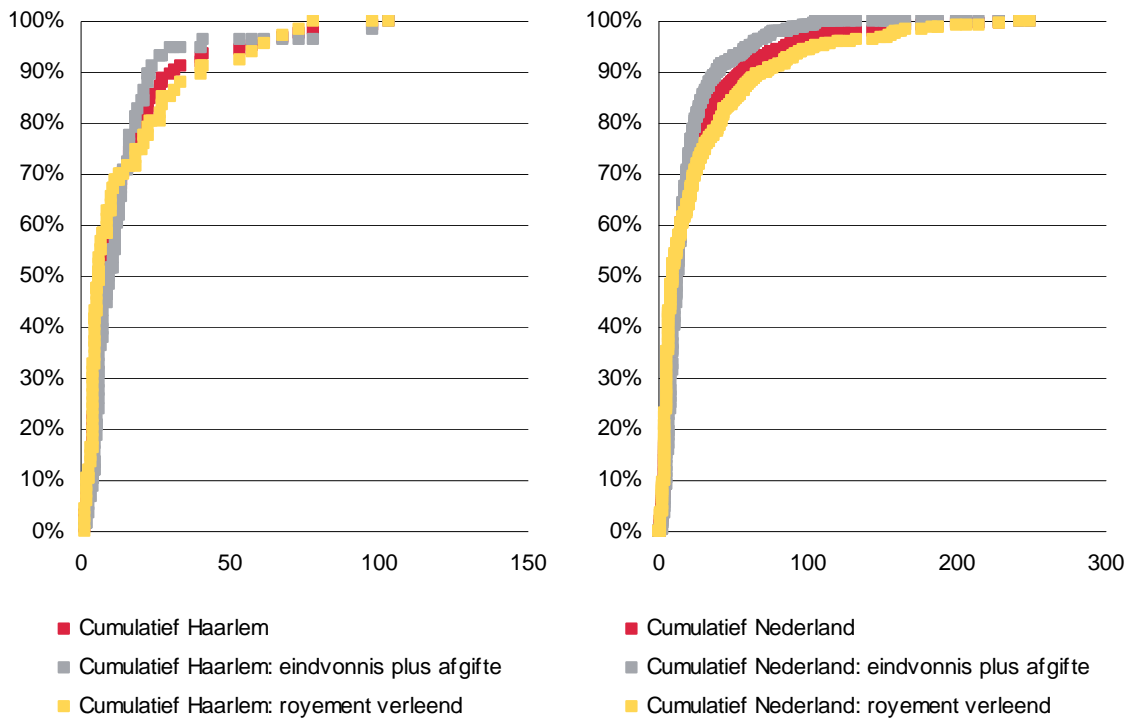 100%
90%
80%
70%
60%
50%
40%
30%
20%
10%
0%
0 50 100 150
Cumulatief Haarlem
Cumulatief Haarlem: eindvonnis plus afgifte
Cumulatief Haarlem: royement verleend
100%
90%
80%
70%
60%
50%
40%
30%
20%
10%
0%
0 100 200 300
Cumulatief Nederland
Cumulatief Nederland: eindvonnis plus afgifte
Cumulatief Nederland: royement verleend